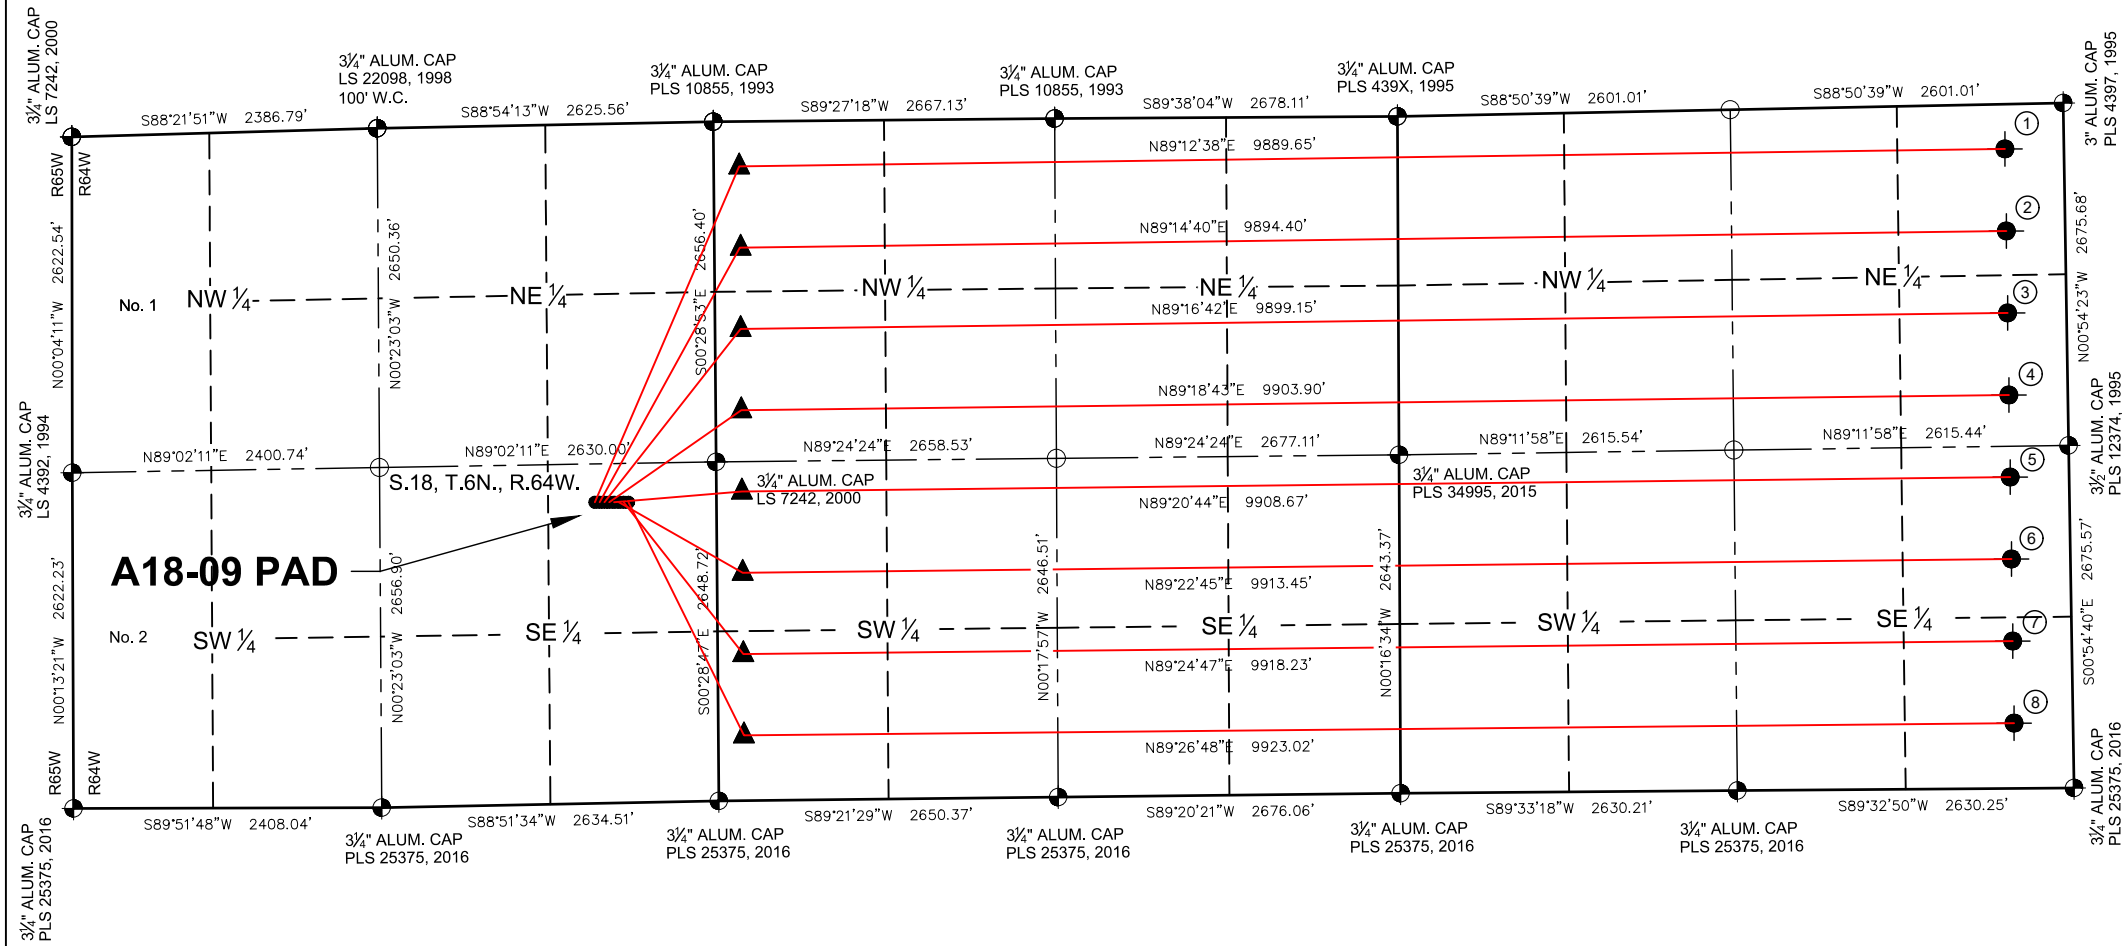 3¼" ALUM. CAP
LS 7242, 2000
3¼" ALUM. CAP
LS 22098, 1998
100' W.C.
3¼" ALUM. CAP
PLS 10855, 1993
3¼" ALUM. CAP
PLS 10855, 1993
3¼" ALUM. CAP
PLS 439X, 1995
3" ALUM. CAP
PLS 4397, 1995
S88°21'51"W 2386.79'
S88°54'13"W 2625.56'
S89°27'18"W 2667.13'
S89°38'04"W 2678.11'
S88°50'39"W 2601.01'
S88°50'39"W 2601.01'
R65W
R64W
N89°12'38"E 9889.65'
1
N89°14'40"E 9894.40'
2
N00°04'11"W 2622.54'
N00°23'03"W 2650.36'
S00°28'53"E 2656.40'
N00°54'23"W 2675.68'
No. 1
NW ¼
NE ¼
NW ¼
NE ¼
NW ¼
NE ¼
N89°16'42"E 9899.15'
3
N89°18'43"E 9903.90'
4
3¼" ALUM. CAP
LS 4392, 1994
N89°02'11"E 2400.74'
N89°02'11"E 2630.00'
N89°24'24"E 2658.53'
N89°24'24"E 2677.11'
N89°11'58"E 2615.54'
N89°11'58"E 2615.44'
3½" ALUM. CAP
PLS 12374, 1995
S.18, T.6N., R.64W.
3¼" ALUM. CAP
LS 7242, 2000
3¼" ALUM. CAP
PLS 34995, 2015
N89°20'44"E 9908.67'
5
A18-09 PAD
N89°22'45"E 9913.45'
6
N00°13'21"W 2622.23'
N00°23'03"W 2656.90'
S00°28'47"E 2648.72'
N00°17'57"W 2646.51'
N00°16'34"W 2643.37'
S00°54'40"E 2675.57'
No. 2
SW ¼
SE ¼
SW ¼
SE ¼
SW ¼
SE ¼
N89°24'47"E 9918.23'
7
N89°26'48"E 9923.02'
8
R65W
R64W
S89°51'48"W 2408.04'
S88°51'34"W 2634.51'
S89°21'29"W 2650.37'
S89°20'21"W 2676.06'
S89°33'18"W 2630.21'
S89°32'50"W 2630.25'
3¼" ALUM. CAP
PLS 25375, 2016
3¼" ALUM. CAP
PLS 25375, 2016
3¼" ALUM. CAP
PLS 25375, 2016
3¼" ALUM. CAP
PLS 25375, 2016
3¼" ALUM. CAP
PLS 25375, 2016
3¼" ALUM. CAP
PLS 25375, 2016
3¼" ALUM. CAP
PLS 25375, 2016